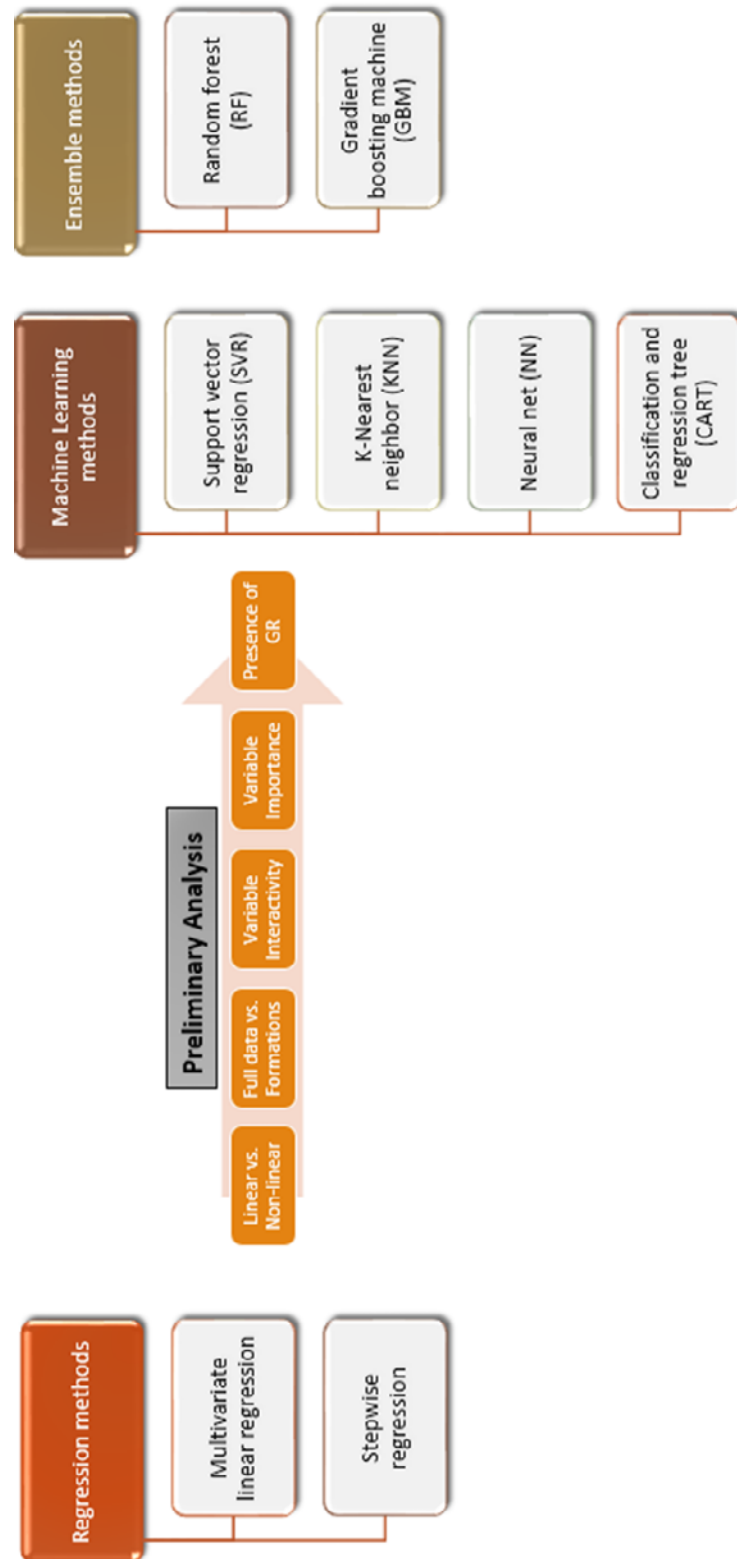 Regression methods
Multivariate
linear regression
Stepwise
regression
Preliminary Analysis
Linear vs.
Non-linear
Full data vs.
Formations
Variable
Interactivity
Variable
Importance
Presence of
GR
Machine Learning
methods
Support vector
regression (SVR)
K-Nearest
neighbor (KNN)
Neural net (NN)
Classification and
regression tree
(CART)
Ensemble methods
Random forest
(RF)
Gradient
boosting machine
(GBM)